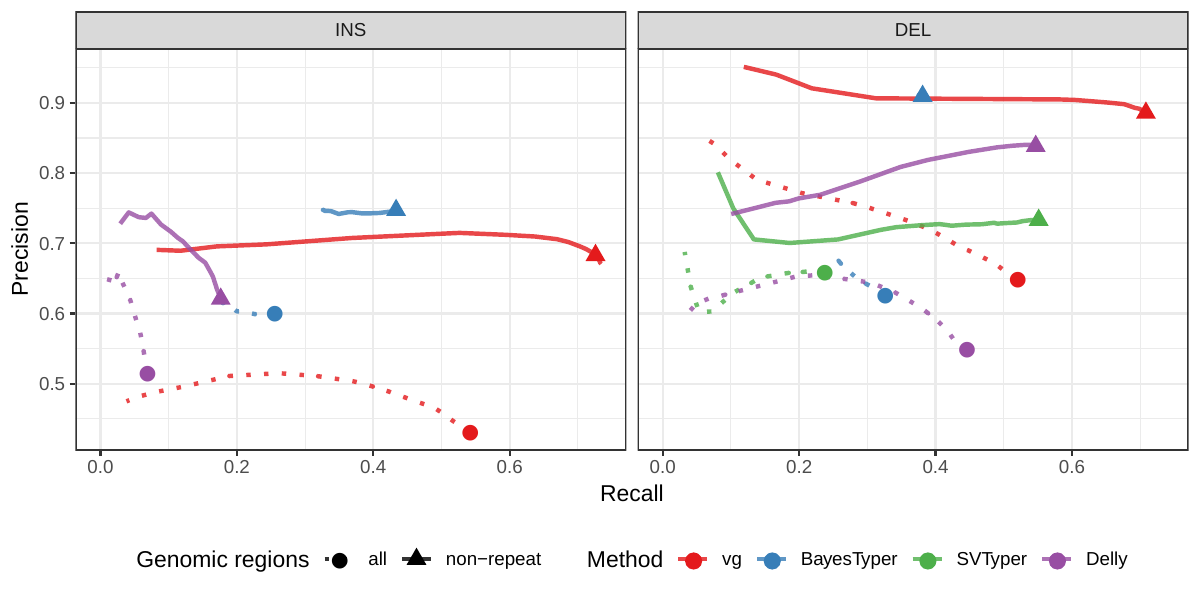 INS DEL
Precision
0.9
0.8
0.7
0.6
0.5
0.0 0.2 0.4 0.6 0.0 0.2 0.4 0.6
Recall
Genomic regions all non−repeat Method vg BayesTyper SVTyper Delly